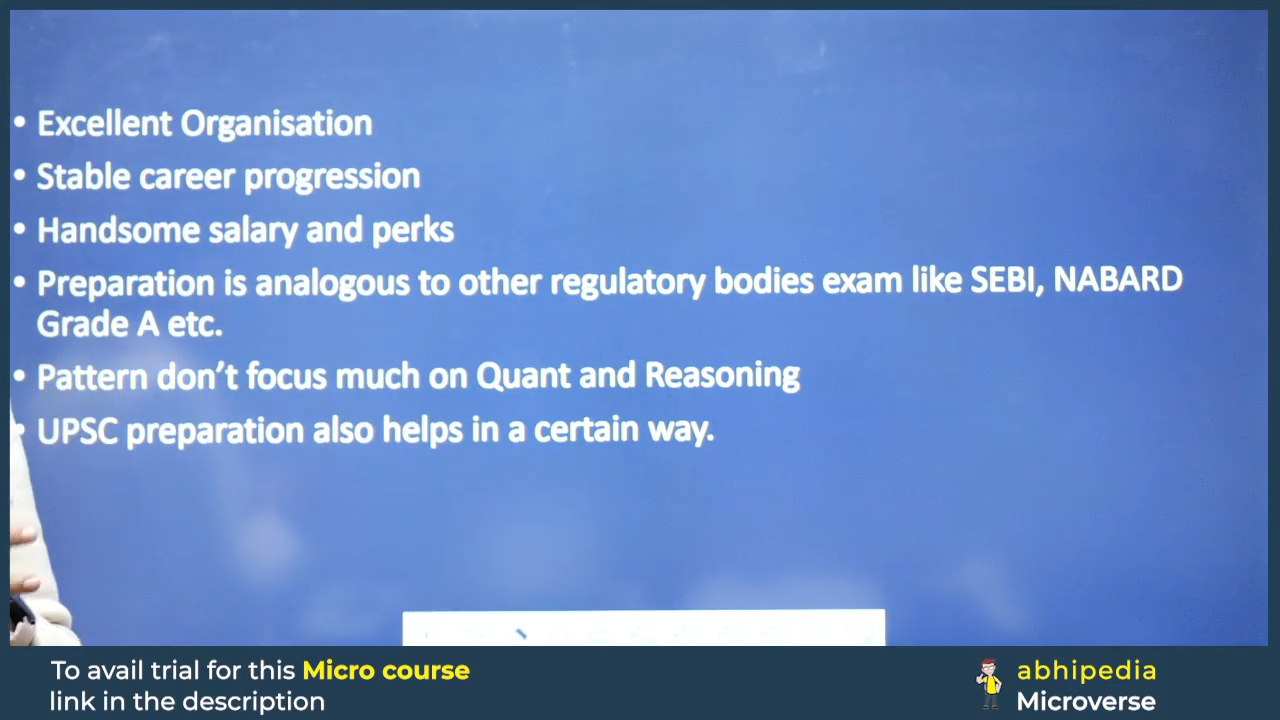 • Excellent Organisation
• Stable career progression
• Handsome salary and perks
• Preparation is analogous to other regulatory bodies exam like SEBI, NABARD
Grade A etc.
• Pattern don't focus much on Quant and Reasoning
• UPSC preparation also helps in a certain way.
To avail trial for this Micro course
link in the description
abhipedia
Microverse